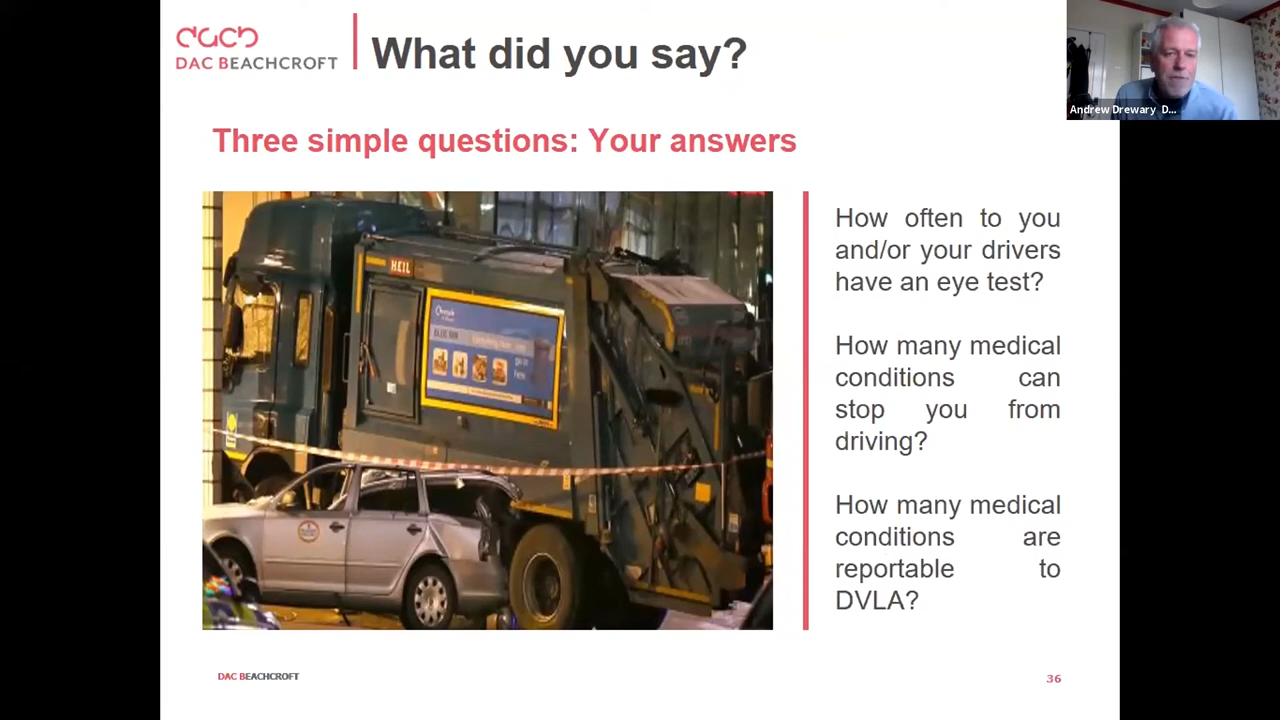 DAC BEACHCROFT
What did you say?
Andrew Drewary D...
Three simple questions: Your answers
HEIL
How often to you
and/or your drivers
have an eye test?
How many medical
conditions can
stop you from
driving?
How many medical
conditions are
reportable to
DVLA?
DAC BEACHCROFT
36